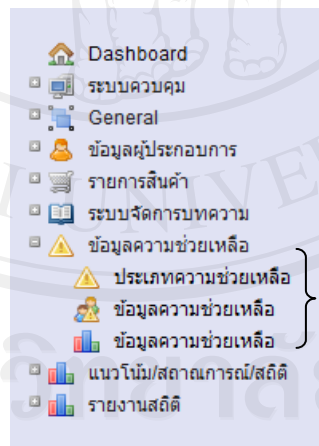 Dashboard
ระบบควบคุม
General
ข้อมูลผู้ประกอบการ
รายการสินค้า
ระบบจัดการบทความ
ข้อมูลความช่วยเหลือ
ประเภทความช่วยเหลือ
ข้อมูลความช่วยเหลือ
ข้อมูลความช่วยเหลือ
แนวโน้ม/สถาณการณ์/สถิติ
รายงานสถิติ